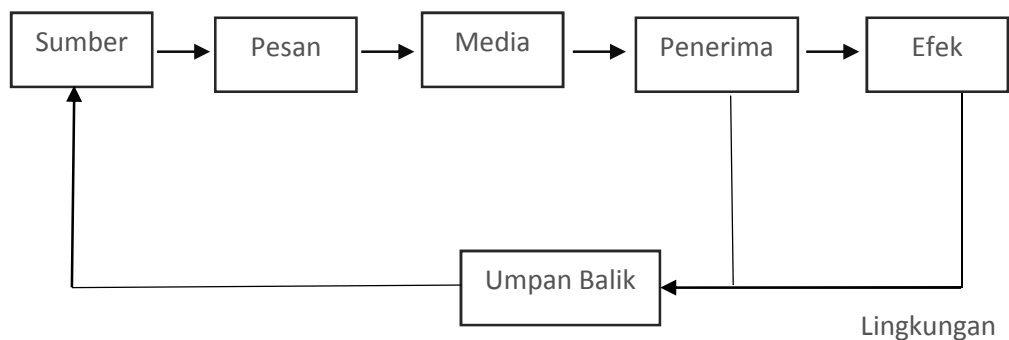 Sumber
Pesan
Media
Penerima
Efek
Umpan Balik
Lingkungan